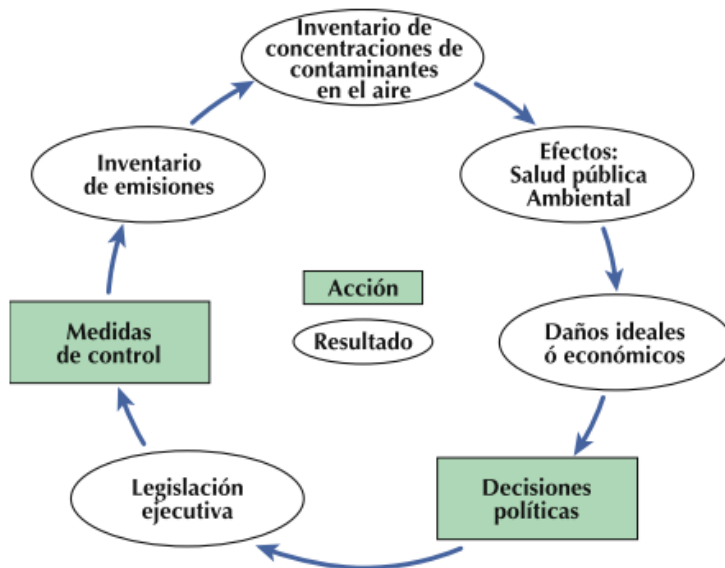 Inventario de
concentraciones de
contaminantes
en el aire
Efectos:
Salud pública
Ambiental
Daños ideales
ó económicos
Decisiones
políticas
Legislación
ejecutiva
Medidas
de control
Inventario
de emisiones
Acción
Resultado